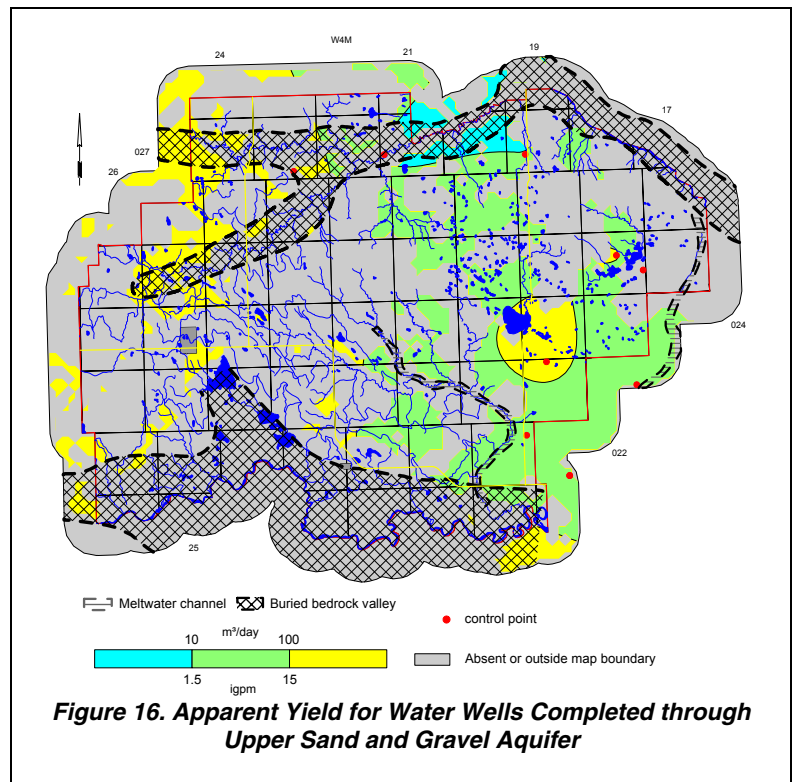 W4M
24
21
19
17
027
26
024
022
25
Meltwater channel
Buried bedrock valley
control point
m³/day
10
100
1.5
15
igpm
Absent or outside map boundary
Figure 16. Apparent Yield for Water Wells Completed through
Upper Sand and Gravel Aquifer